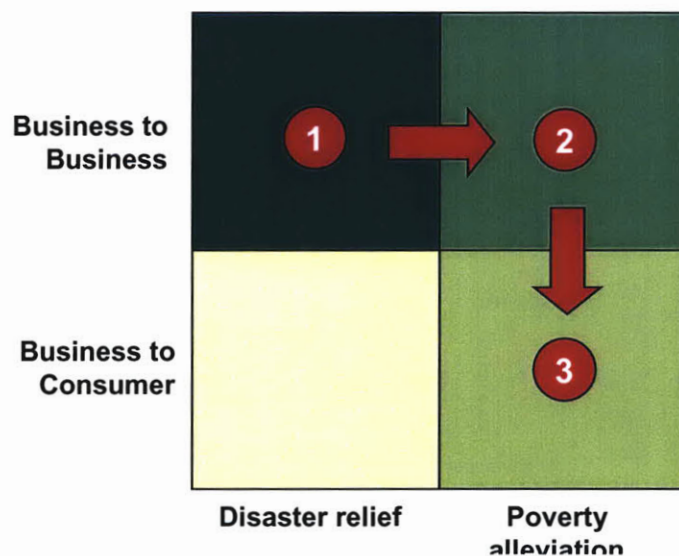 Business to
Business
1
2
Business to
Consumer
3
Disaster relief
Poverty
alleviation